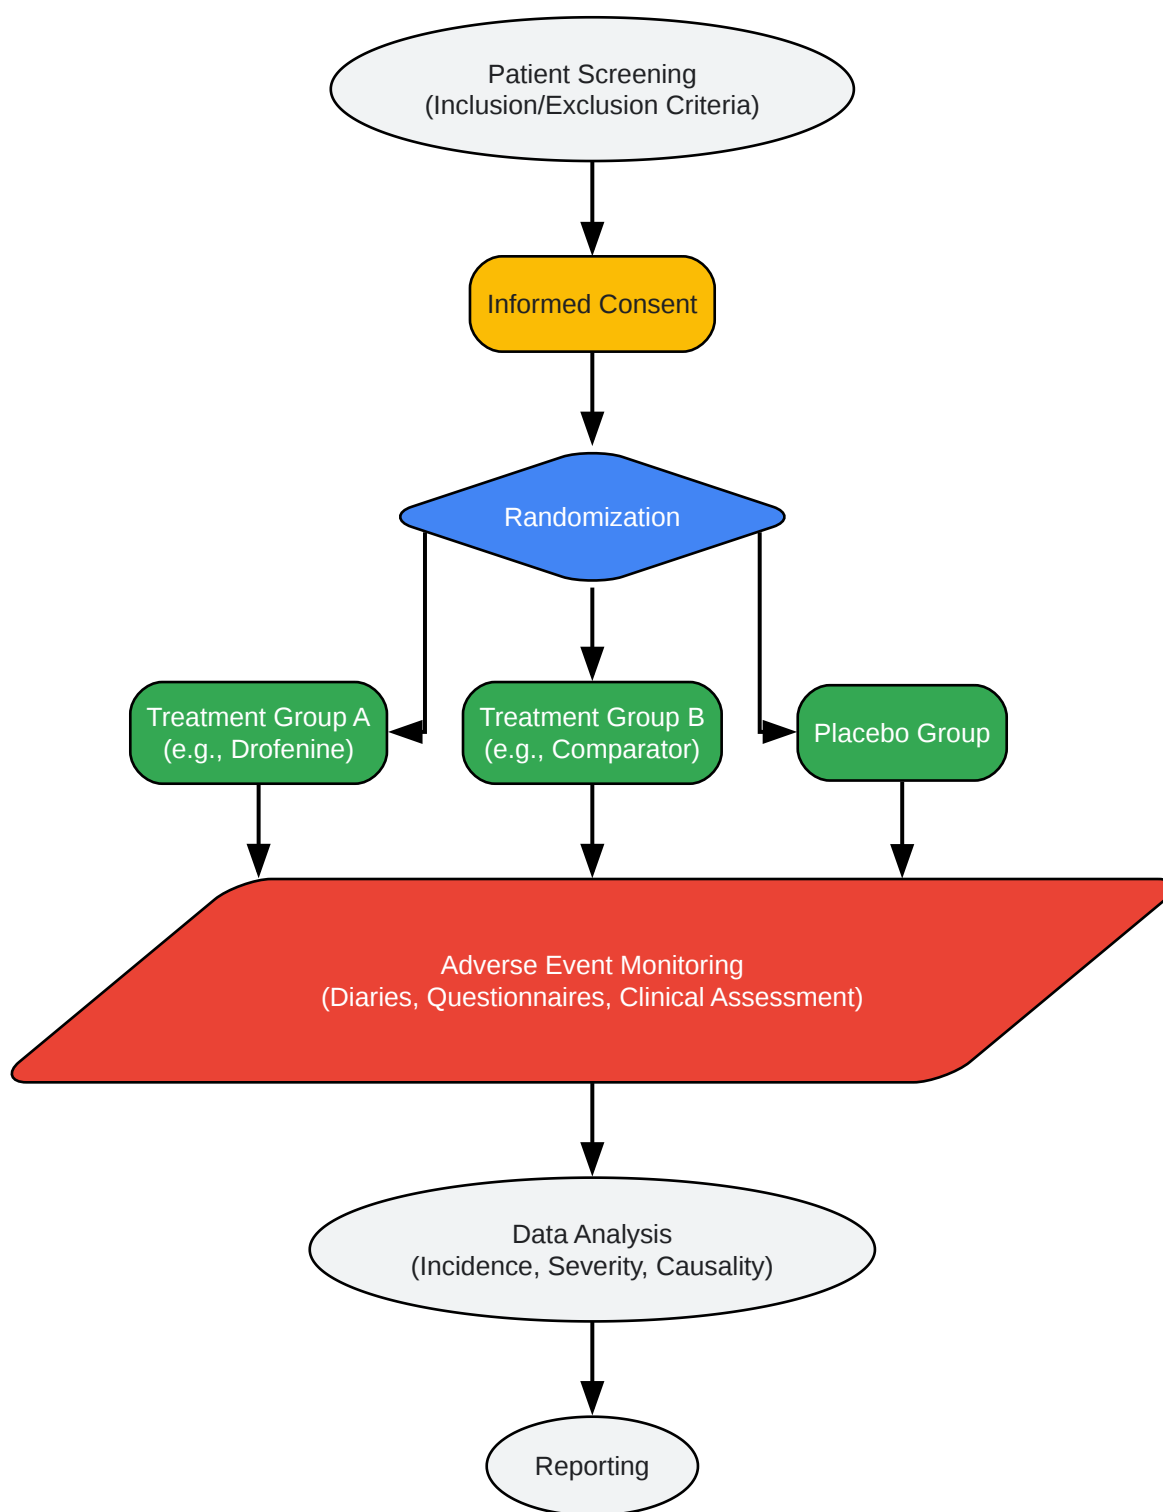 Patient Screening
(Inclusion/Exclusion Criteria)
Informed Consent
Randomization
Treatment Group A
(e.g., Drofenine)
Treatment Group B
(e.g., Comparator)
Placebo Group
Adverse Event Monitoring
(Diaries, Questionnaires, Clinical Assessment)
Data Analysis
(Incidence, Severity, Causality)
Reporting